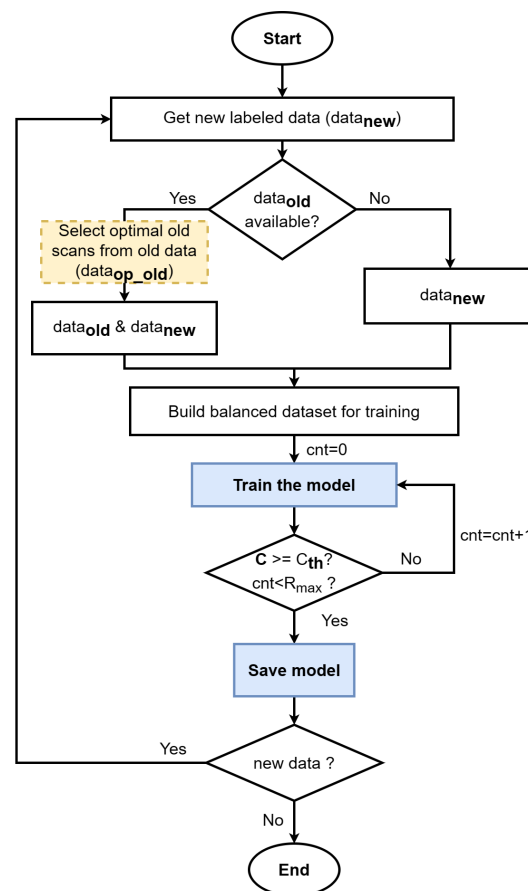 Start
Get new labeled data (datanew)
Yes
dataold
available?
No
Select optimal old
scans from old data
(dataop_old)
dataold & datanew
datanew
Build balanced dataset for training
cnt=0
Train the model
C >= Cth?
cnt<Rmax ?
No
cnt=cnt+1
Yes
Save model
Yes
new data ?
No
End